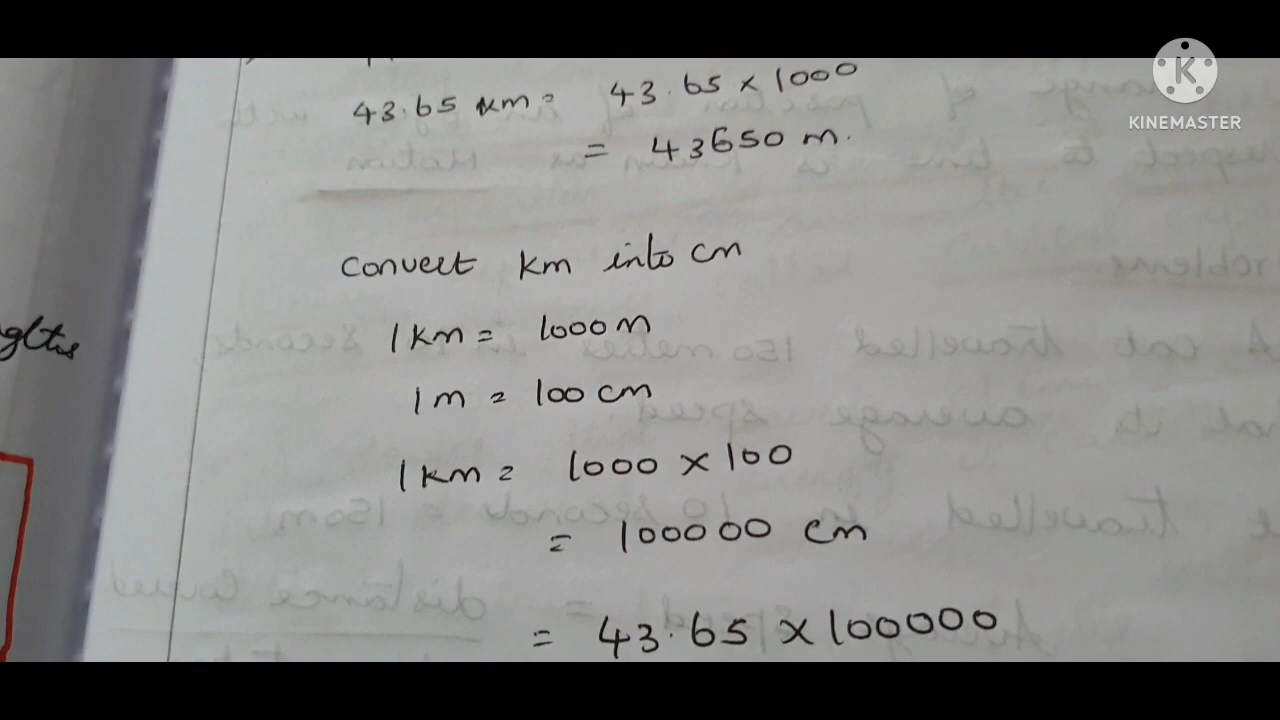 KINEMASTER
43.65 km = 43.65 × 1000
= 43650 m.
convert km into cm
1 km = 1000 m
1 m = 100 cm
1 km = 1000 × 100
= 100000 cm
= 43.65 × 100000